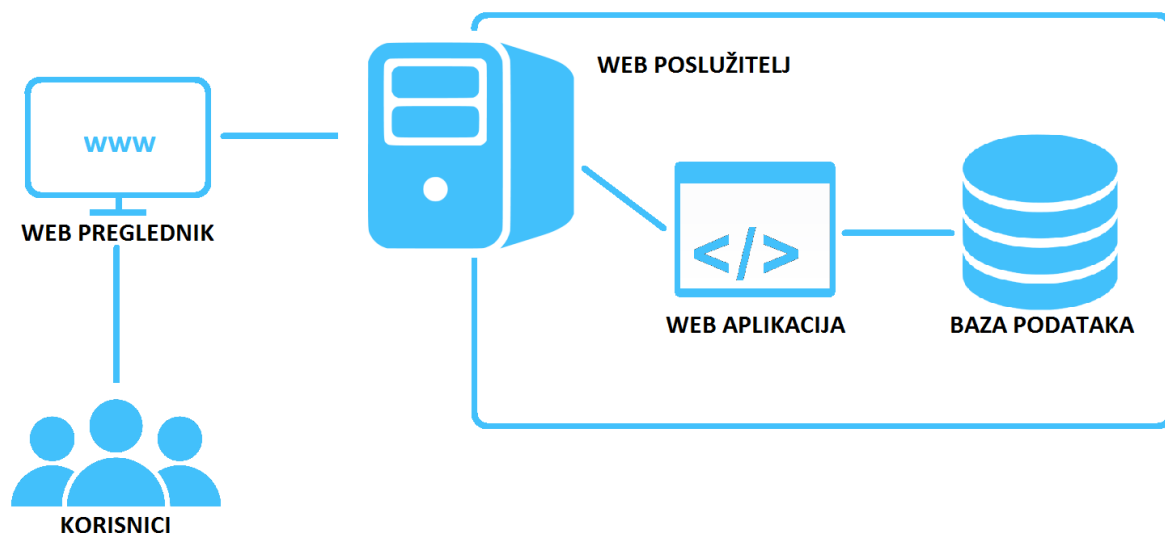 WEB POSLUŽITELJ
www
WEB PREGLEDNIK
</>
WEB APLIKACIJA
BAZA PODATAKA
KORISNICI